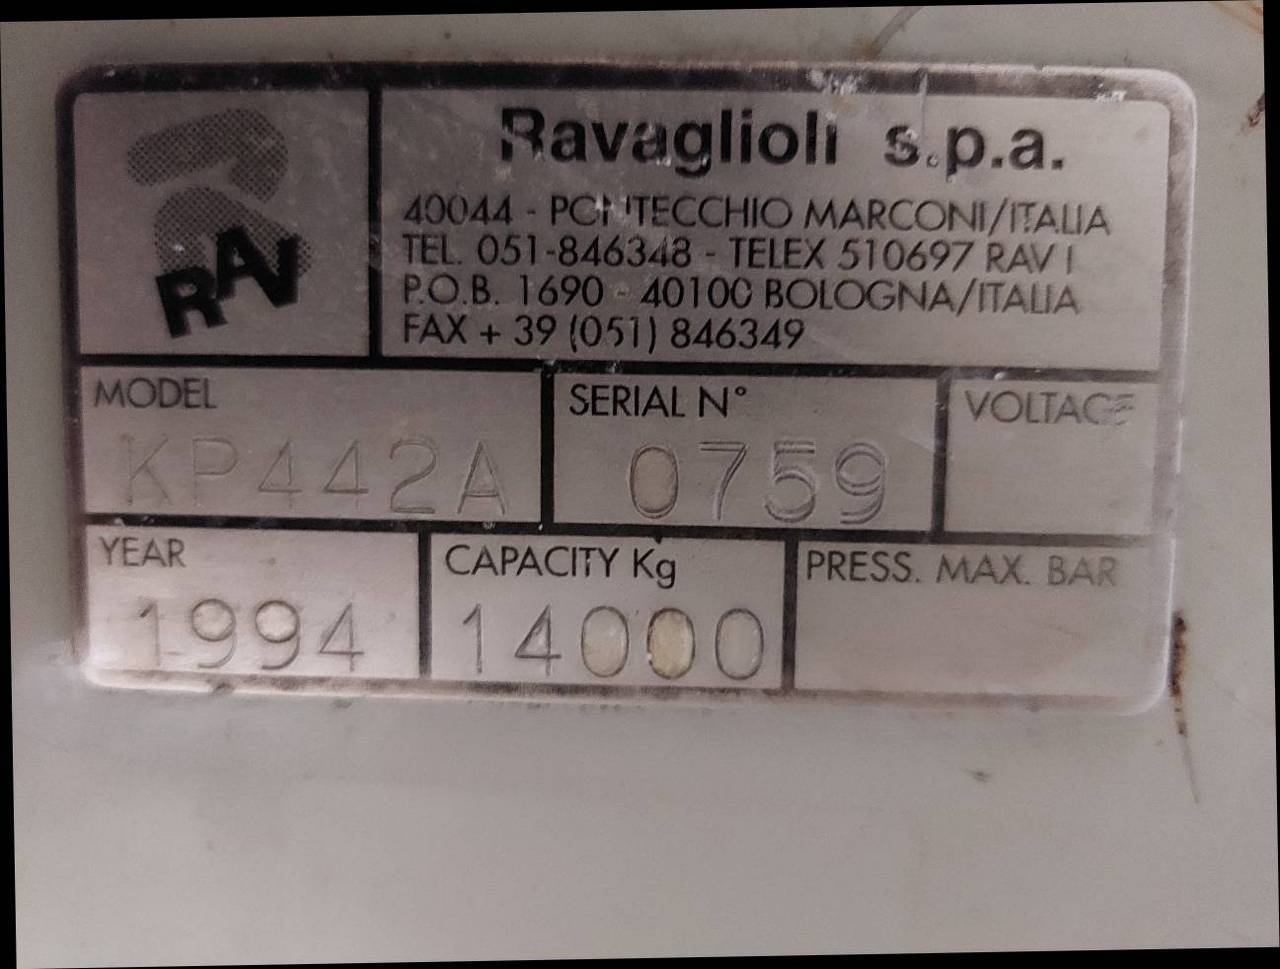 RAV
Ravaglioli s.p.a.
40044 - PONTECCHIO MARCONI/ITALIA
TEL. 051-846348 - TELEX 510697 RAV I
P.O.B. 1690 - 40100 BOLOGNA/ITALIA
FAX + 39 (051) 846349
MODEL
KP442A
SERIAL N°
0759
VOLTAGE
YEAR
1994
CAPACITY Kg
14000
PRESS. MAX. BAR